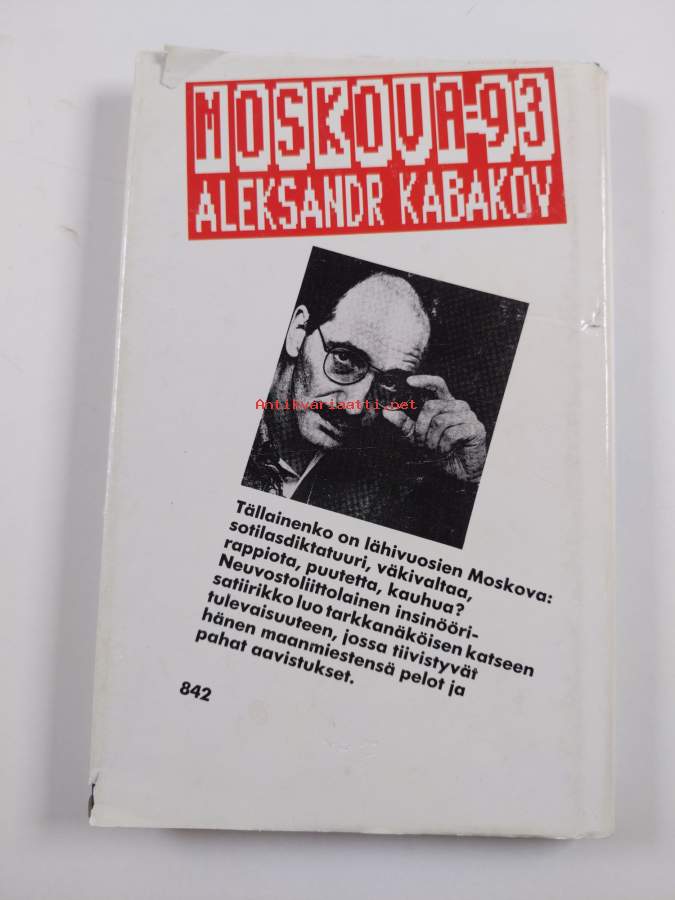 MOSKOVA-93
ALEKSANDR KABAKOV
Antikvariaatti.net
Tällainenko on lähivuosien Moskova:
sotilasdiktatuuri, väkivaltaa,
rappiota, puutetta, kauhua?
Neuvostoliittolainen insinööri-
satiirikko luo tarkkanäköisen katseen
tulevaisuuteen, jossa tiivistyvät
hänen maanmiestensä pelot ja
pahat aavistukset.
842